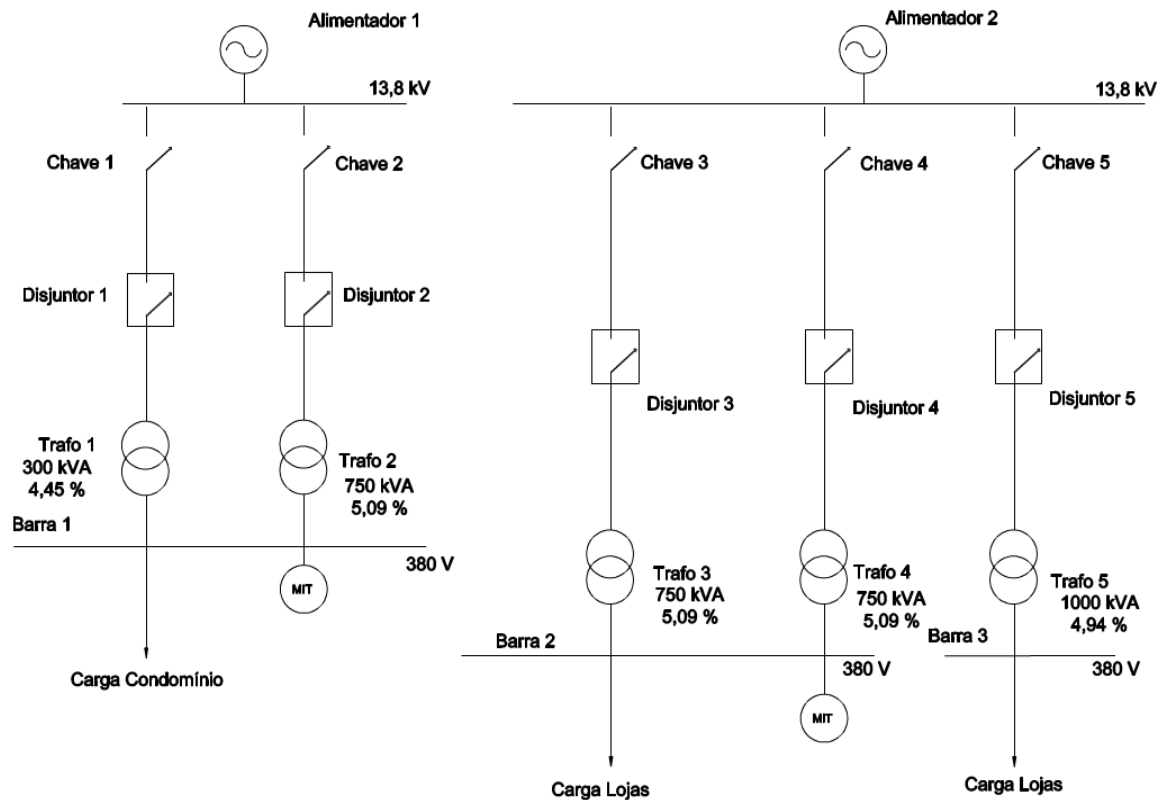 Alimentador 1
13,8 kV
Chave 1
Chave 2
Disjuntor 1
Disjuntor 2
Trafo 1
300 kVA
4,45 %
Trafo 2
750 kVA
5,09 %
Barra 1
380 V
MIT
Carga Condomínio
Alimentador 2
13,8 kV
Chave 3
Chave 4
Chave 5
Disjuntor 3
Disjuntor 4
Disjuntor 5
Trafo 3
750 kVA
5,09 %
Trafo 4
750 kVA
5,09 %
Trafo 5
1000 kVA
4,94 %
Barra 2
380 V
Barra 3
380 V
MIT
Carga Lojas
Carga Lojas